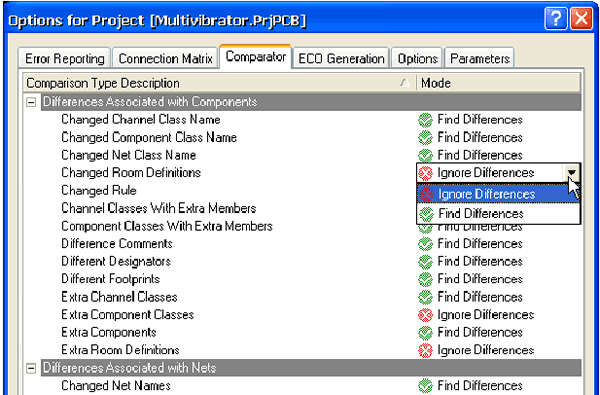 Options for Project [Multivibrator.PrjPCB]
Error Reporting Connection Matrix Comparator ECO Generation Options Parameters
Comparison Type Description Mode
Differences Associated with Components
Changed Channel Class Name Find Differences
Changed Component Class Name Find Differences
Changed Net Class Name Find Differences
Changed Room Definitions Ignore Differences
Changed Rule Ignore Differences
Channel Classes With Extra Members Find Differences
Component Classes With Extra Members Find Differences
Difference Comments Find Differences
Different Designators Find Differences
Different Footprints Find Differences
Extra Channel Classes Find Differences
Extra Component Classes Ignore Differences
Extra Components Find Differences
Extra Room Definitions Ignore Differences
Differences Associated with Nets
Changed Net Names Find Differences